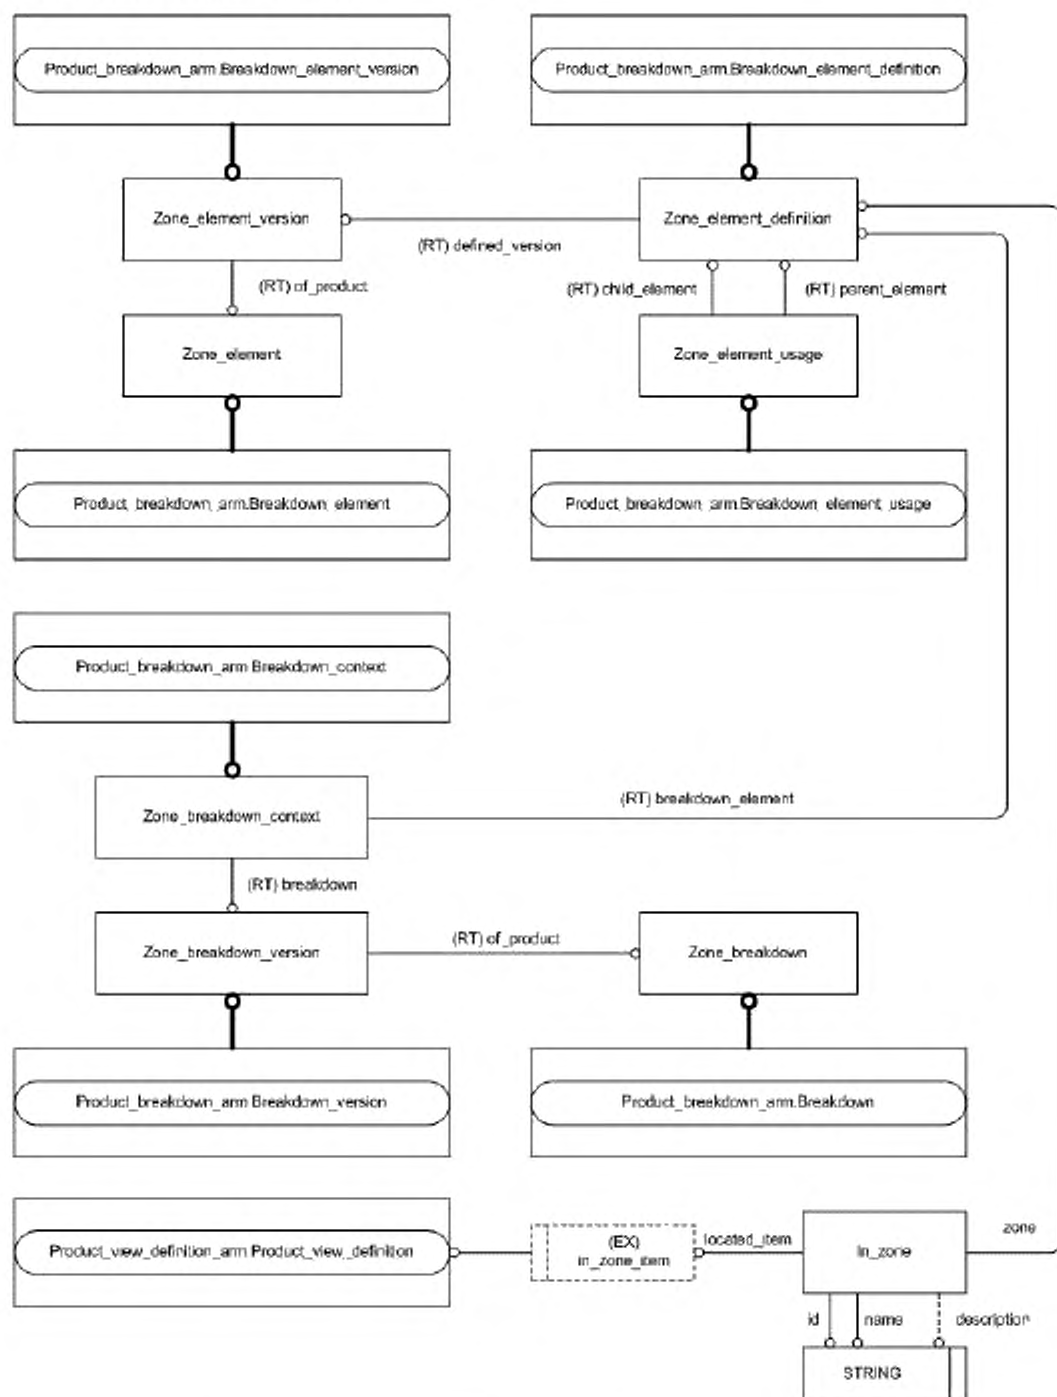 Product_breakdown_arm.Breakdown_element_version
Product_breakdown_arm.Breakdown_element_definition
Zone_element_version
Zone_element_definition
(RT) defined_version
(RT) of_product
(RT) child_element
(RT) parent_element
Zone_element
Zone_element_usage
Product_breakdown_arm.Breakdown_element
Product_breakdown_arm.Breakdown_element_usage
Product_breakdown_arm.Breakdown_context
(RT) breakdown_element
Zone_breakdown_context
(RT) breakdown
Zone_breakdown_version
(RT) of_product
Zone_breakdown
Product_breakdown_arm.Breakdown_version
Product_breakdown_arm.Breakdown
Product_view_definition_arm.Product_view_definition
(EX)
in_zone_item
located_item
In_zone
zone
id
name
description
STRING